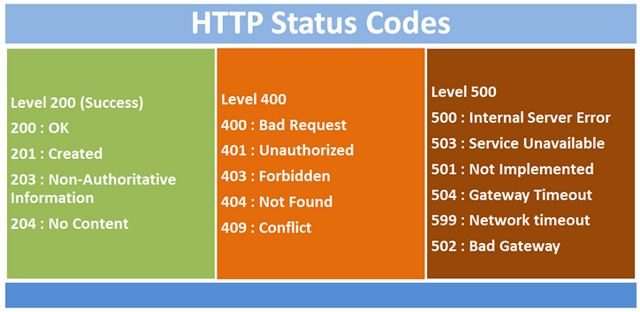 HTTP Status Codes
Level 200 (Success)
200 : OK
201 : Created
203 : Non-Authoritative
Information
204 : No Content
Level 400
400 : Bad Request
401 : Unauthorized
403 : Forbidden
404 : Not Found
409 : Conflict
Level 500
500 : Internal Server Error
503 : Service Unavailable
501 : Not Implemented
504 : Gateway Timeout
599 : Network timeout
502 : Bad Gateway